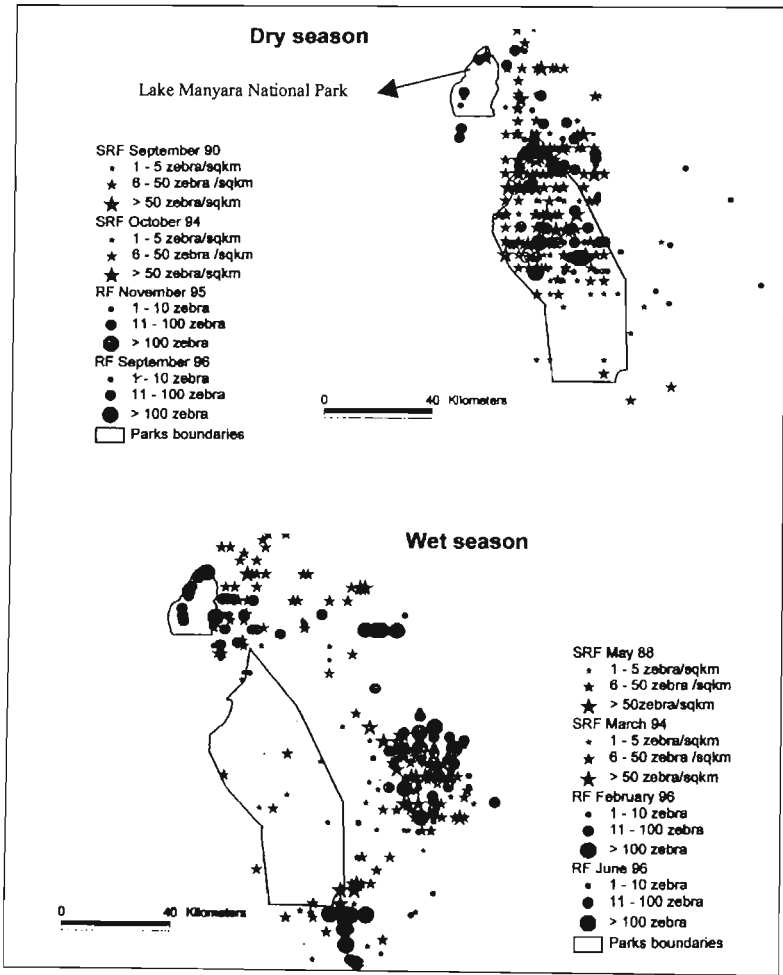 Dry season
Lake Manyara National Park
SRF September 90
1 - 5 zebra/sqkm
6 - 50 zebra /sqkm
> 50 zebra/sqkm
SRF October 94
1 - 5 zebra/sqkm
6 - 50 zebra/sqkm
> 50 zebra/sqkm
RF November 95
1 - 10 zebra
11 - 100 zebra
> 100 zebra
RF September 96
1 - 10 zebra
11 - 100 zebra
> 100 zebra
Parks boundaries
0 40 Kilometers
Wet season
SRF May 88
1 - 5 zebra/sqkm
6 - 50 zebra /sqkm
> 50zebra/sqkm
SRF March 94
1 - 5 zebra/sqkm
6 - 50 zebra/sqkm
> 50 zebra/sqkm
RF February 96
1 - 10 zebra
11 - 100 zebra
> 100 zebra
RF June 96
1 - 10 zebra
11 - 100 zebra
> 100 zebra
Parks boundaries
0 40 Kilometers